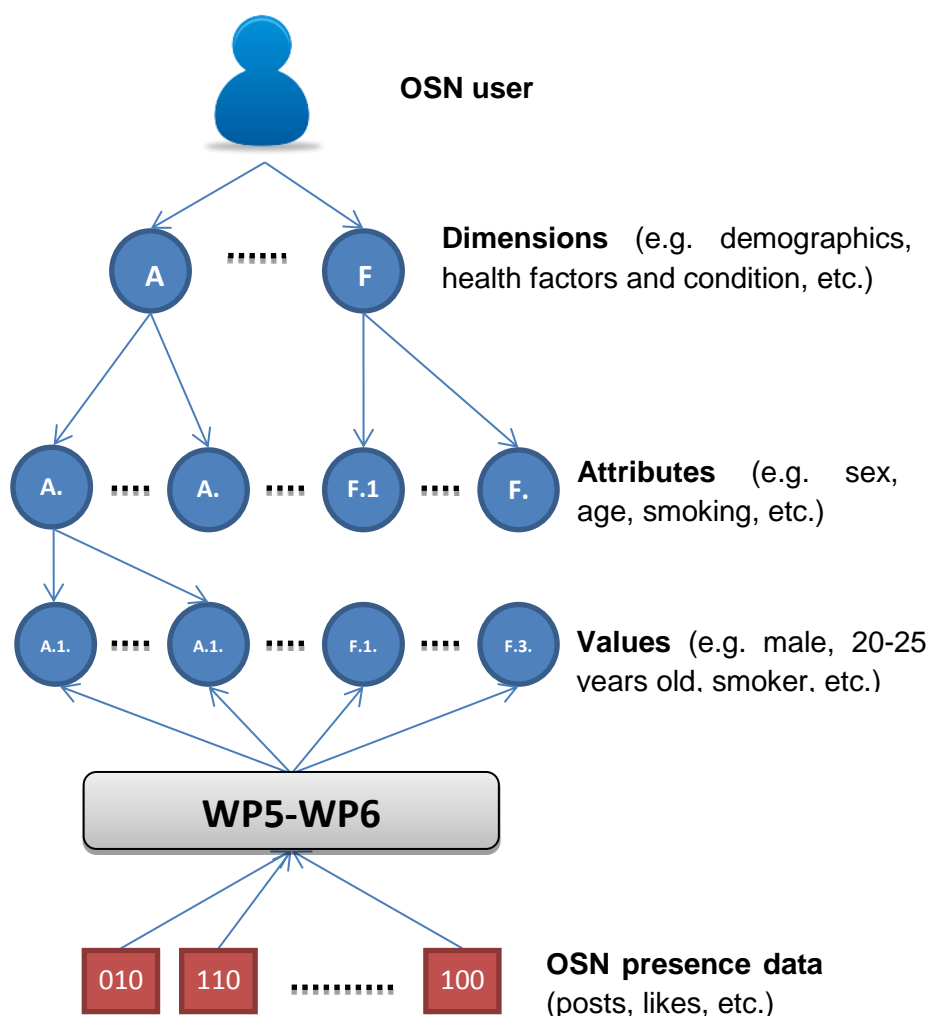 OSN user
Dimensions (e.g. demographics,
health factors and condition, etc.)
A
F
Attributes (e.g. sex,
age, smoking, etc.)
A.
A.
F.1
F.
Values (e.g. male, 20-25
years old, smoker, etc.)
A.1.
A.1.
F.1.
F.3.
WP5-WP6
OSN presence data
(posts, likes, etc.)
010
110
100